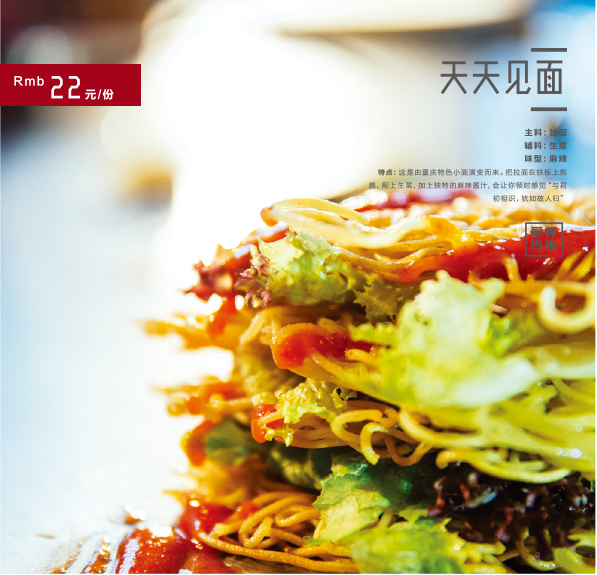 Rmb 22元/份
天天见面
主料：拉面
辅料：生菜
味型：麻辣
特点：这是由重庆特色小面演变而来。把拉面在铁板上煎
制，配上生菜，加上独特的麻辣酱汁，会让你顿时感觉“与君
初相识，犹如故人归”